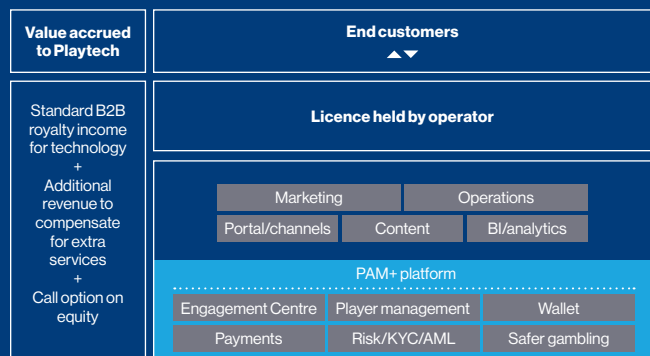 Value accrued
to Playtech
Standard B2B
royalty income
for technology
+
Additional
revenue to
compensate
for extra
services
+
Call option on
equity
End customers
Licence held by operator
Marketing
Operations
Portal/channels
Content
BI/analytics
PAM+ platform
Engagement Centre
Player management
Wallet
Payments
Risk/KYC/AML
Safer gambling